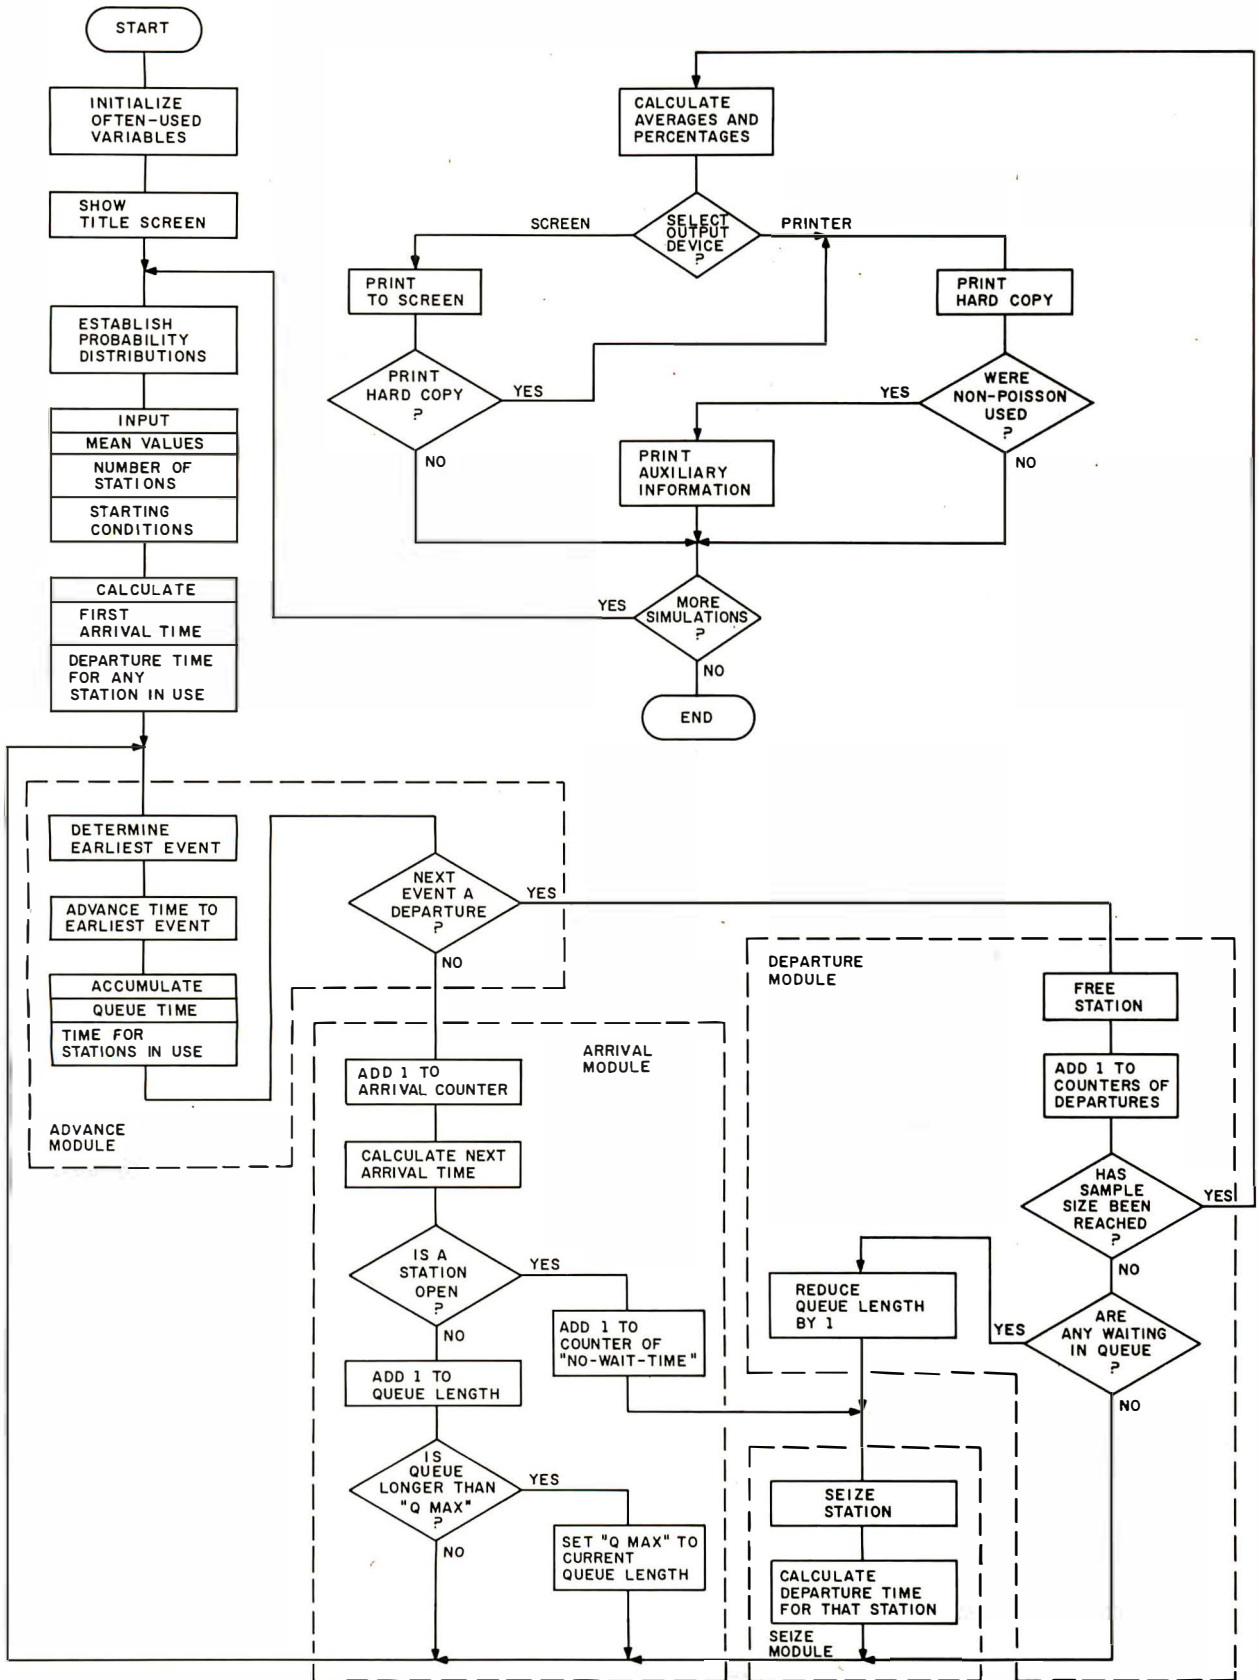 START
INITIALIZE
OFTEN-USED
VARIABLES
SHOW
TITLE SCREEN
ESTABLISH
PROBABILITY
DISTRIBUTIONS
INPUT
MEAN VALUES
NUMBER OF
STATIONS
STARTING
CONDITIONS
CALCULATE
FIRST
ARRIVAL TIME
DEPARTURE TIME
FOR ANY
STATION IN USE
CALCULATE
AVERAGES AND
PERCENTAGES
SCREEN
SELECT
OUTPUT
DEVICE
?
PRINTER
PRINT
TO SCREEN
PRINT
HARD COPY
PRINT
HARD COPY
?
YES
NO
WERE
NON-POISSON
USED
?
YES
NO
PRINT
AUXILIARY
INFORMATION
YES
MORE
SIMULATIONS
?
NO
END
DETERMINE
EARLIEST EVENT
ADVANCE TIME TO
EARLIEST EVENT
ACCUMULATE
QUEUE TIME
TIME FOR
STATIONS IN USE
ADVANCE
MODULE
NEXT
EVENT A
DEPARTURE
?
YES
NO
ARRIVAL
MODULE
ADD 1 TO
ARRIVAL COUNTER
CALCULATE NEXT
ARRIVAL TIME
IS A
STATION
OPEN
?
YES
NO
ADD 1 TO
COUNTER OF
"NO-WAIT-TIME"
ADD 1 TO
QUEUE LENGTH
IS
QUEUE
LONGER THAN
"Q MAX"
?
YES
NO
SET "Q MAX" TO
CURRENT
QUEUE LENGTH
DEPARTURE
MODULE
FREE
STATION
ADD 1 TO
COUNTERS OF
DEPARTURES
HAS
SAMPLE
SIZE BEEN
REACHED
?
YES
NO
REDUCE
QUEUE LENGTH
BY 1
YES
ARE
ANY WAITING
IN QUEUE
?
NO
SEIZE
STATION
CALCULATE
DEPARTURE TIME
FOR THAT STATION
SEIZE
MODULE